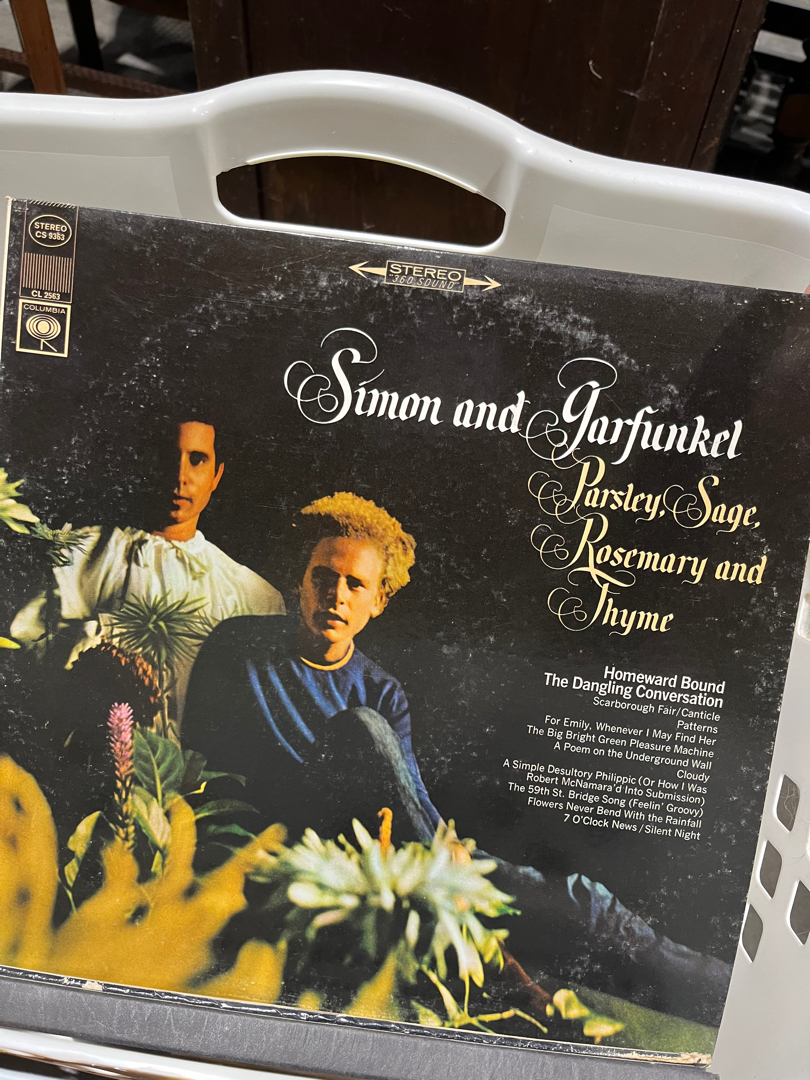 STEREO
CS 9363
CL 2563
COLUMBIA
STEREO
"360 SOUND"
Simon and Garfunkel
Parsley, Sage,
Rosemary and
Thyme
Homeward Bound
The Dangling Conversation
Scarborough Fair/Canticle
Patterns
For Emily, Whenever I May Find Her
The Big Bright Green Pleasure Machine
A Poem on the Underground Wall
Cloudy
A Simple Desultory Philippic (Or How I Was
Robert McNamara'd Into Submission)
The 59th St. Bridge Song (Feelin' Groovy)
Flowers Never Bend With the Rainfall
7 O'Clock News/Silent Night